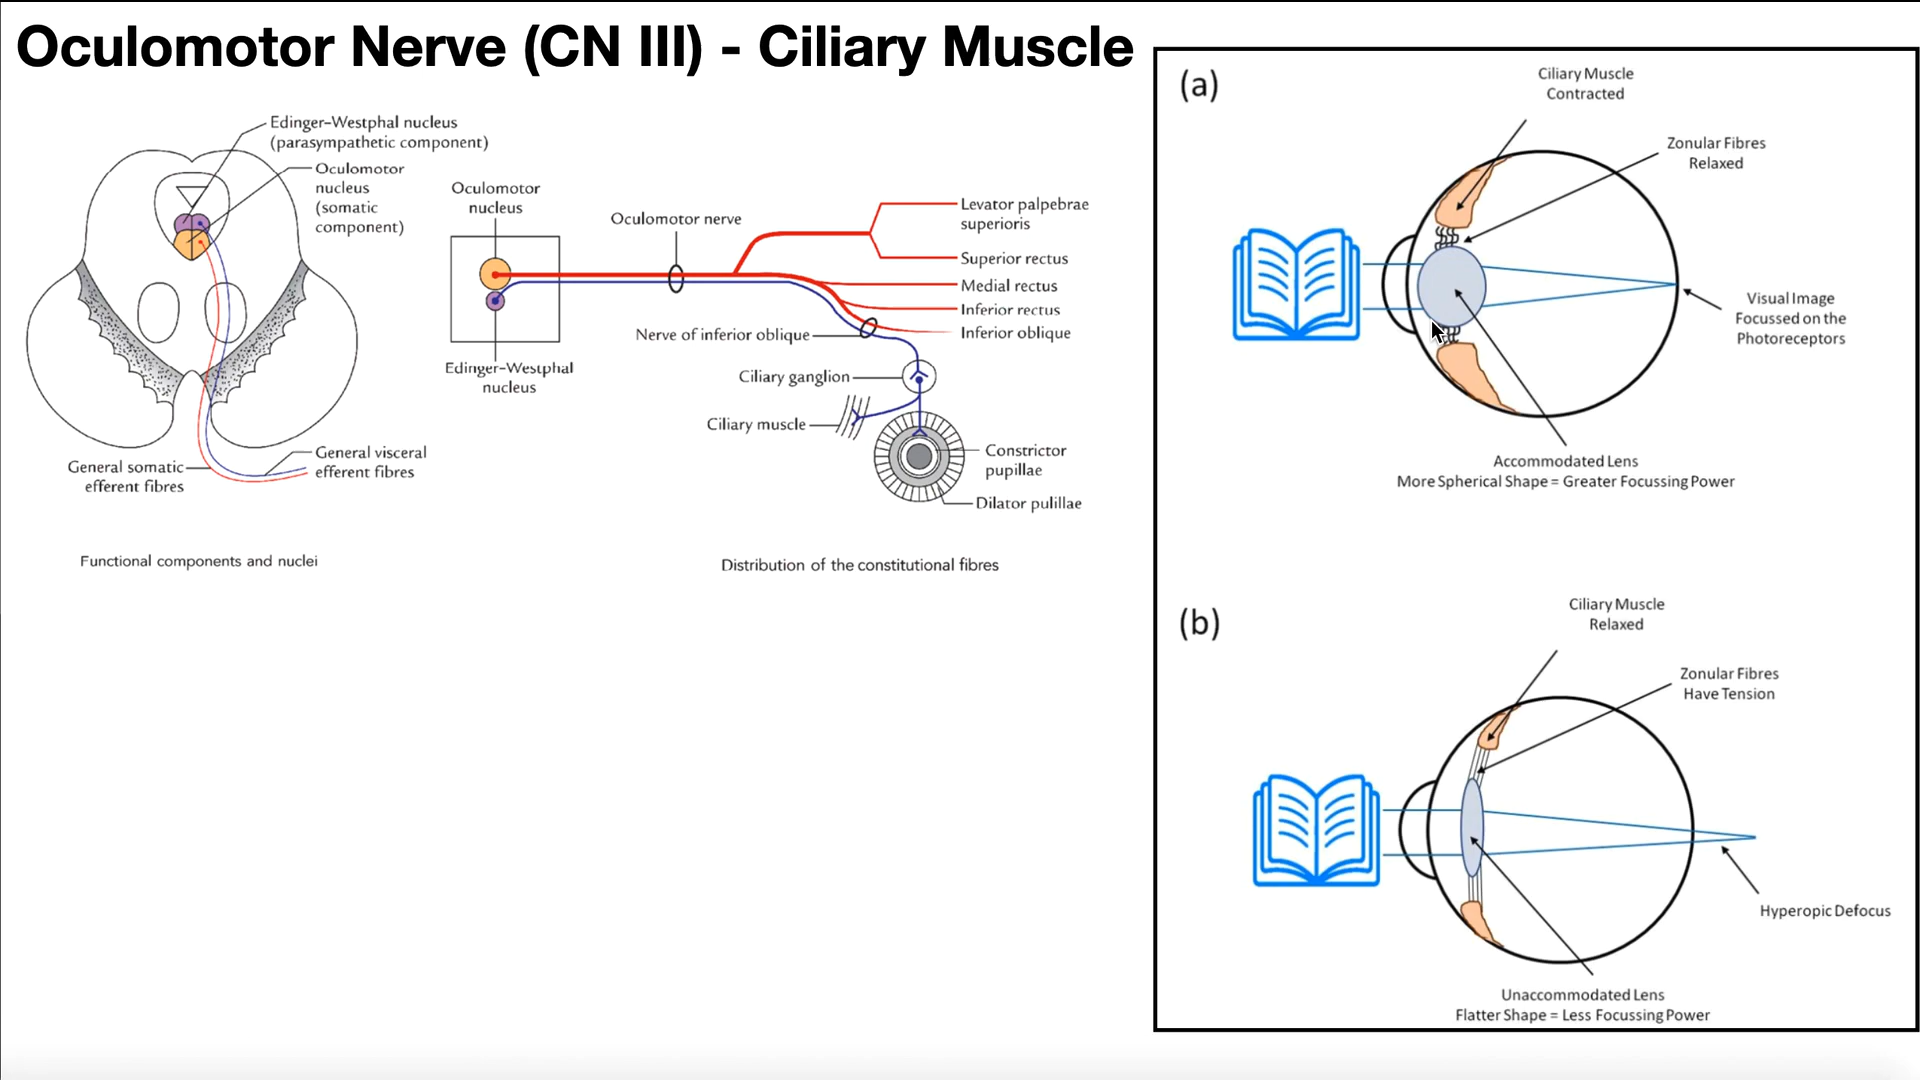 Oculomotor Nerve (CN III) - Ciliary Muscle
Edinger–Westphal nucleus
(parasympathetic component)
Oculomotor
nucleus
(somatic
component)
General somatic
efferent fibres
General visceral
efferent fibres
Functional components and nuclei
Oculomotor
nucleus
Edinger–Westphal
nucleus
Oculomotor nerve
Levator palpebrae
superioris
Superior rectus
Medial rectus
Inferior rectus
Inferior oblique
Nerve of inferior oblique
Ciliary ganglion
Ciliary muscle
Constrictor
pupillae
Dilator pulillae
Distribution of the constitutional fibres
(a)
Ciliary Muscle
Contracted
Zonular Fibres
Relaxed
Visual Image
Focussed on the
Photoreceptors
Accommodated Lens
More Spherical Shape = Greater Focussing Power
(b)
Ciliary Muscle
Relaxed
Zonular Fibres
Have Tension
Hyperopic Defocus
Unaccommodated Lens
Flatter Shape = Less Focussing Power